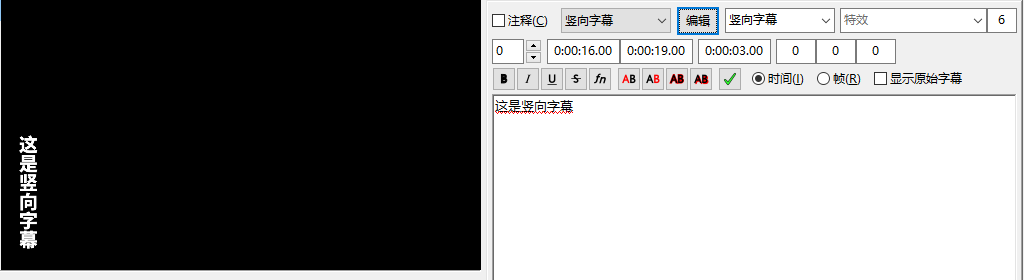 这是竖向字幕
注释(C) 竖向字幕 编辑 竖向字幕 特效 6
0 0:00:16.00 0:00:19.00 0:00:03.00 0 0 0
B I U S fn AB AB AB AB 时间(I) 帧(R) 显示原始字幕
这是竖向字幕